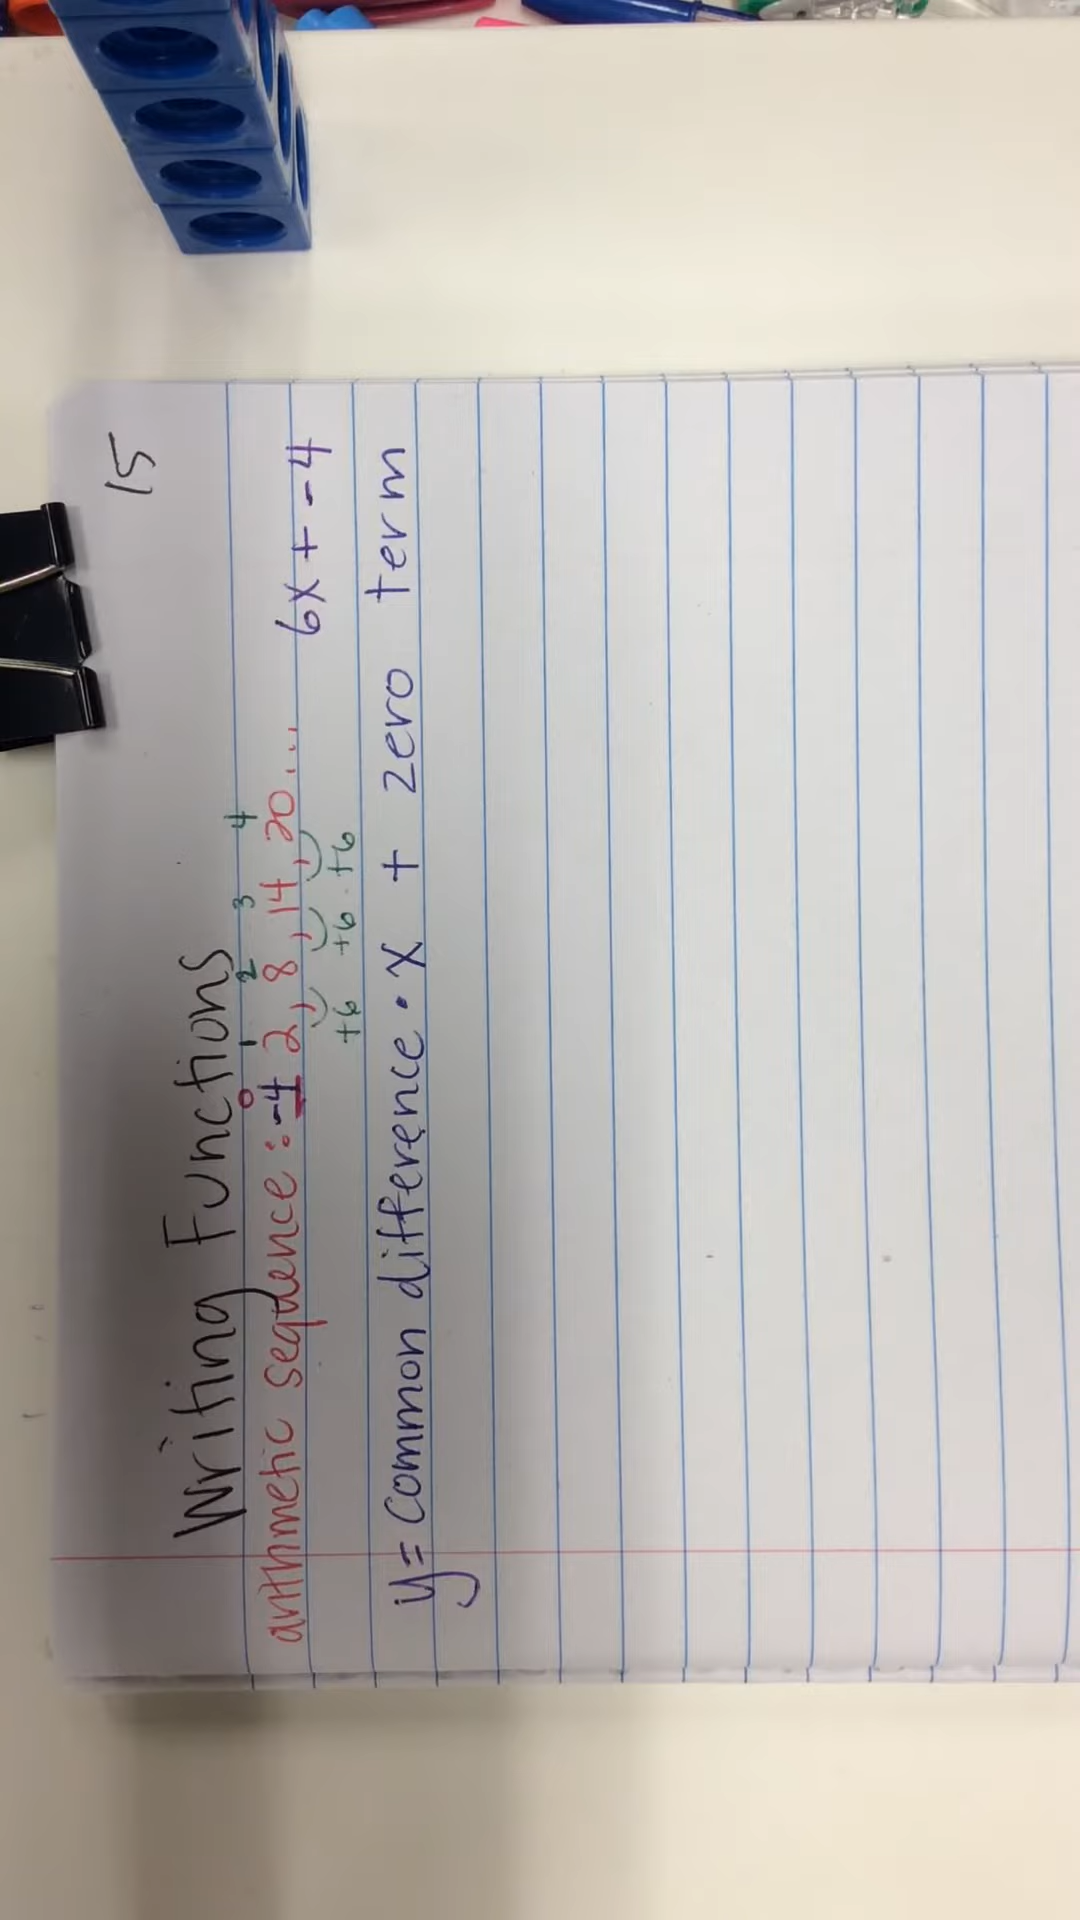 15
Writing Functions
0 1 2 3 4
arithmetic sequence: -4 2, 8, 14, 20... 6x + -4
+6 +6 +6
y = common difference • x + zero term